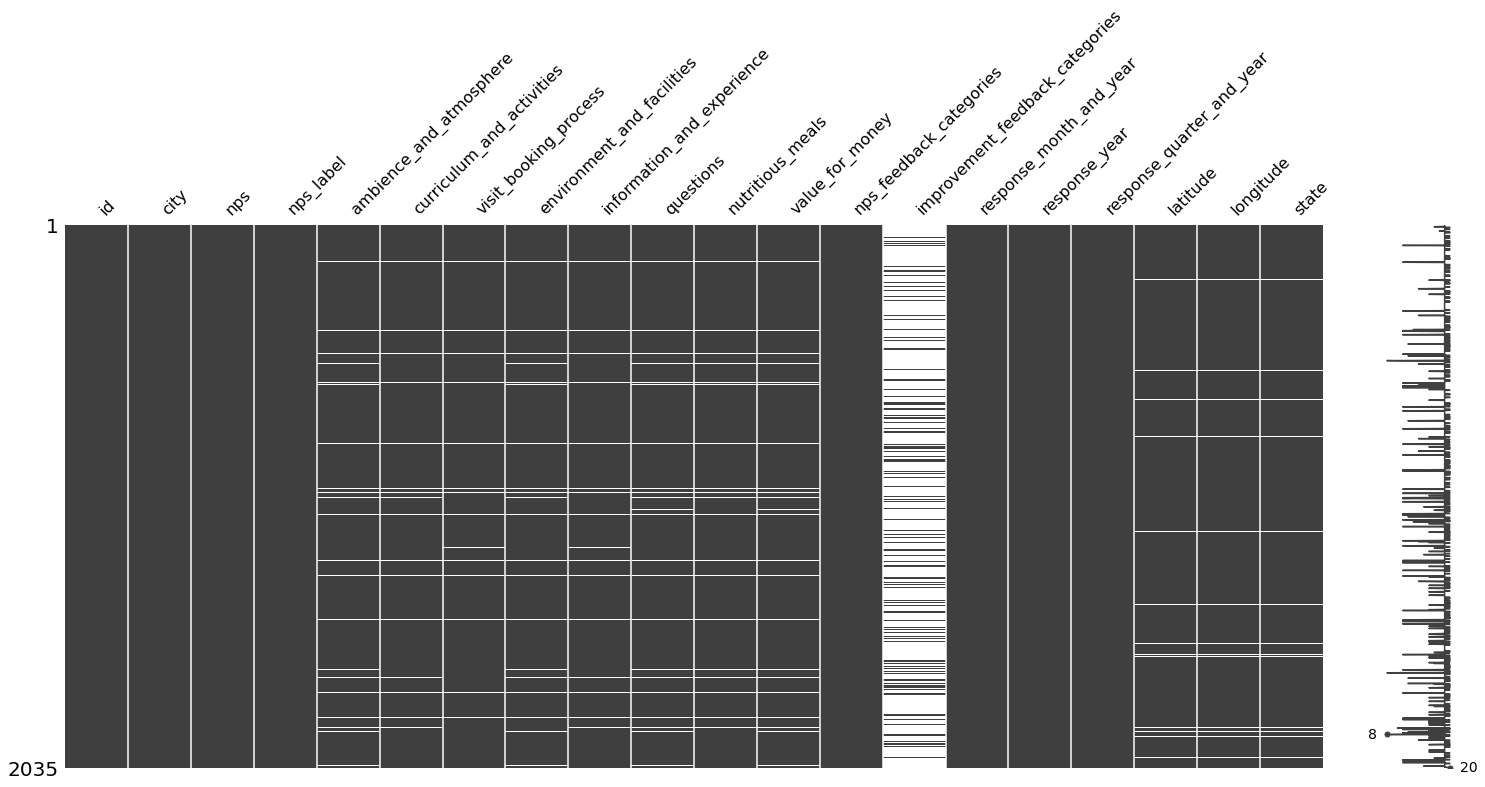 id
city
nps
nps_label
ambience_and_atmosphere
curriculum_and_activities
visit_booking_process
environment_and_facilities
information_and_experience
questions
nutritious_meals
value_for_money
nps_feedback_categories
improvement_feedback_categories
response_month_and_year
response_year
response_quarter_and_year
latitude
longitude
state
1
2035
8
20